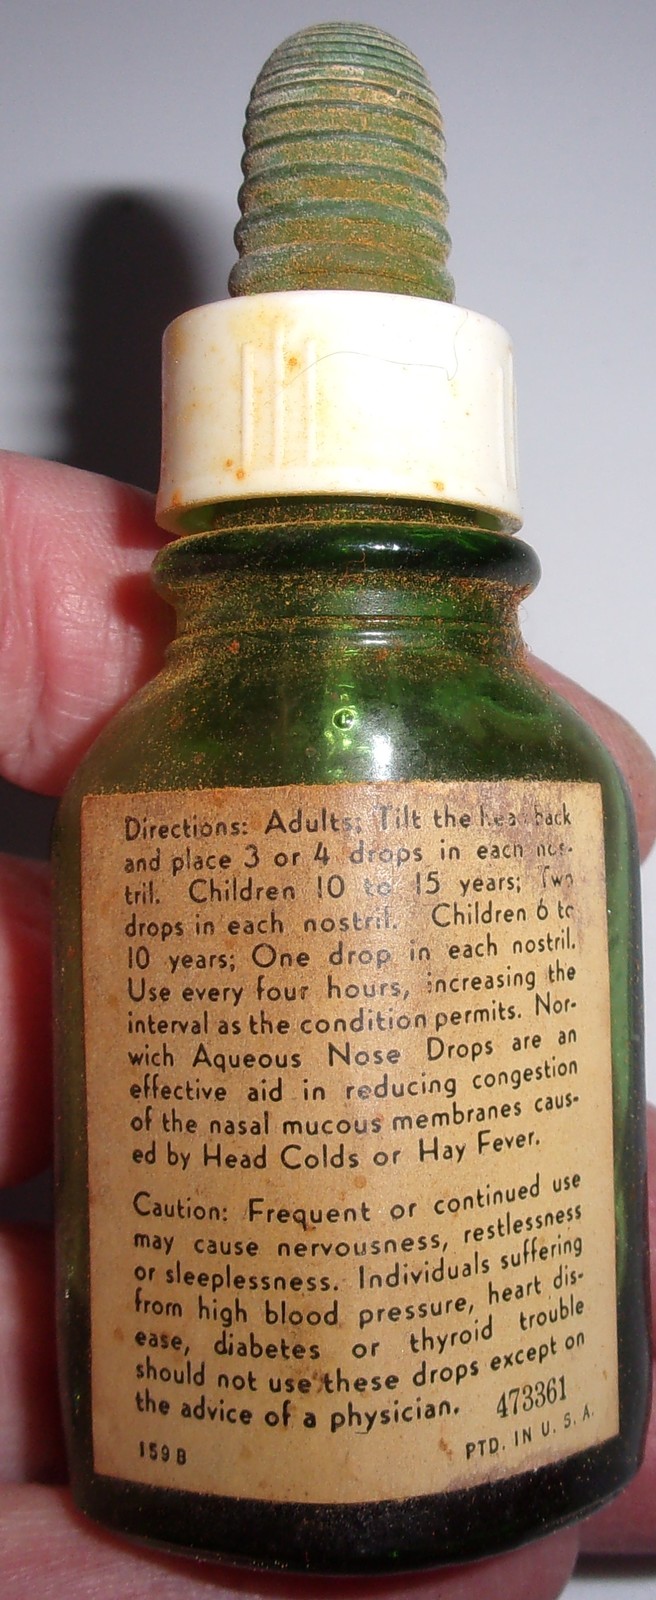 Directions: Adults; Tilt the head back
and place 3 or 4 drops in each nos-
tril. Children 10 to 15 years; Two
drops in each nostril. Children 6 to
10 years; One drop in each nostril.
Use every four hours, increasing the
interval as the condition permits. Nor-
wich Aqueous Nose Drops are an
effective aid in reducing congestion
of the nasal mucous membranes caus-
ed by Head Colds or Hay Fever.
Caution: Frequent or continued use
may cause nervousness, restlessness
or sleeplessness. Individuals suffering
from high blood pressure, heart dis-
ease, diabetes or thyroid trouble
should not use these drops except on
the advice of a physician. 473361
159B PTD. IN U. S. A.